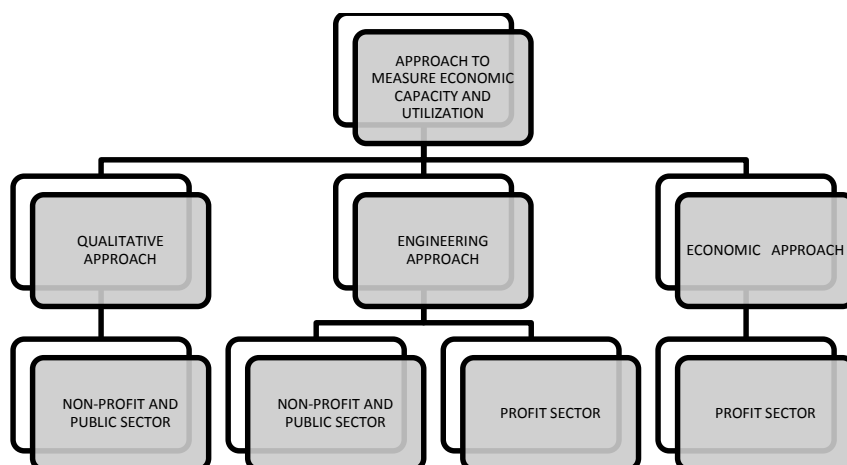 APPROACH TO
MEASURE ECONOMIC
CAPACITY AND
UTILIZATION
QUALITATIVE
APPROACH
ENGINEERING
APPROACH
ECONOMIC APPROACH
NON-PROFIT AND
PUBLIC SECTOR
NON-PROFIT AND
PUBLIC SECTOR
PROFIT SECTOR
PROFIT SECTOR